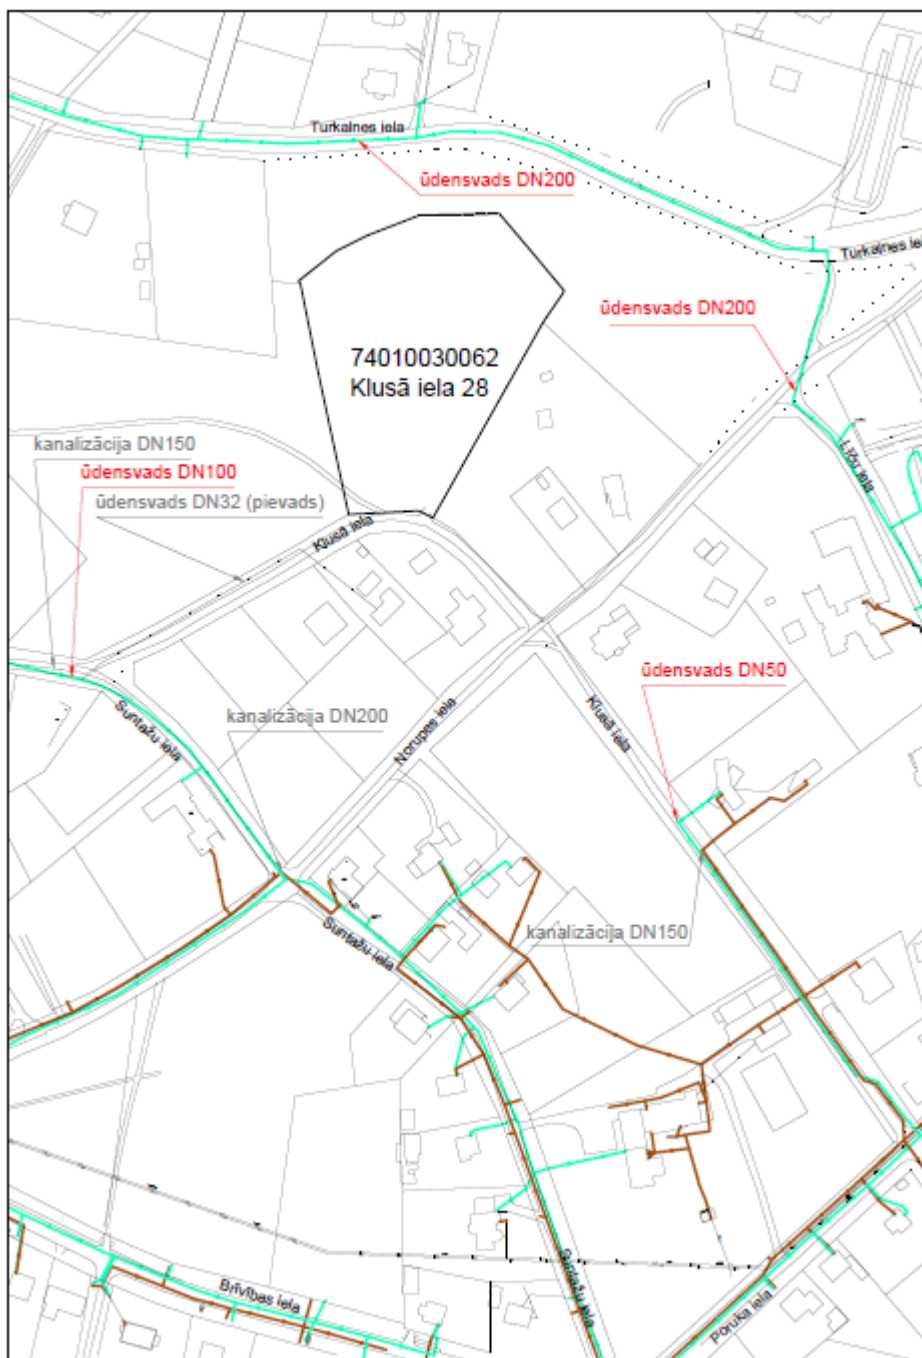 Turkalnes iela
ūdensvads DN200
Turkalnes iel
ūdensvads DN200
74010030062
Klusā iela 28
kanalizācija DN150
ūdensvads DN100
ūdensvads DN32 (pievads)
Klusā iela
Līču iela
ūdensvads DN50
Suntažu iela
kanalizācija DN200
Norupes iela
Klusā iela
Suntažu iela
kanalizācija DN150
Suntažu iela
Brīvības iela
Poruka iela